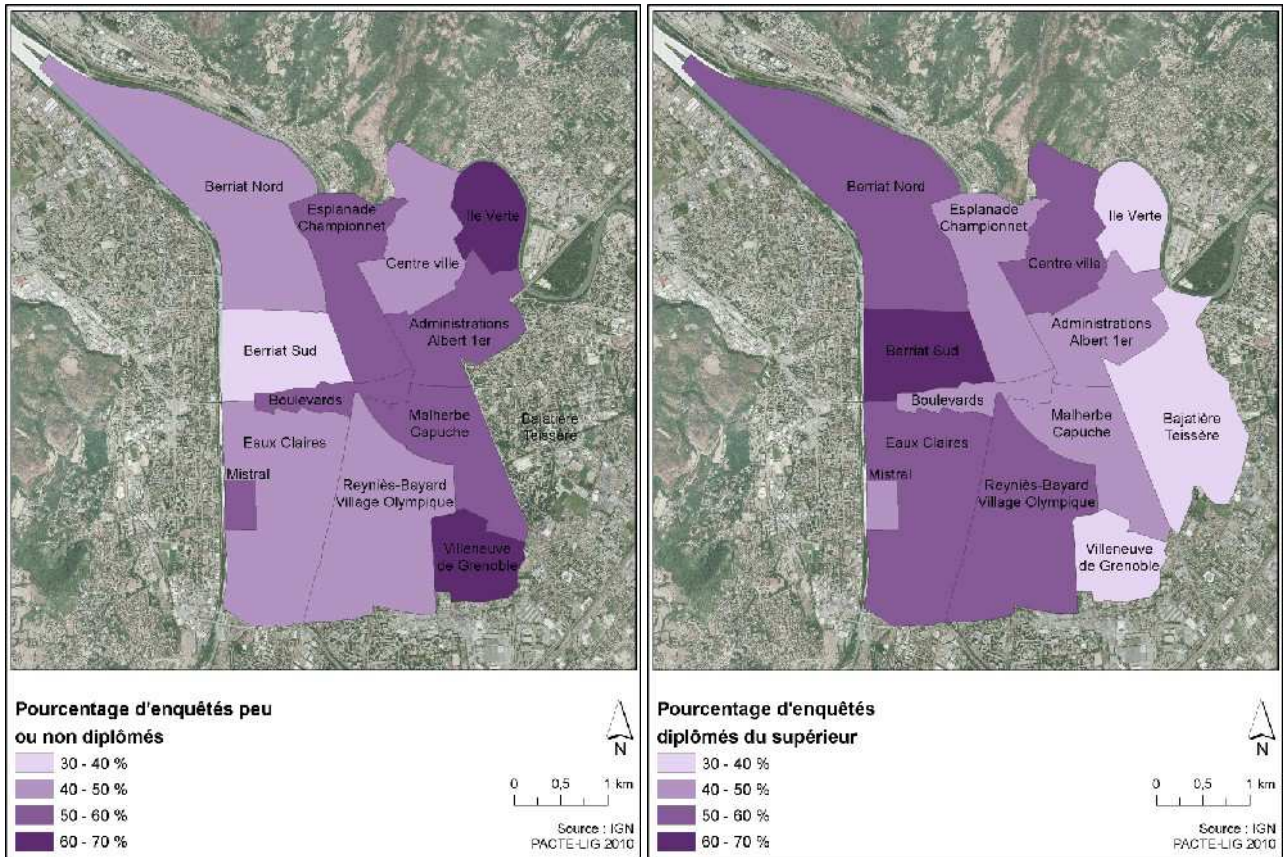 Berriat Nord
Esplanade
Championnet
Ile Verte
Centre ville
Administrations
Albert 1er
Berriat Sud
Boulevards
Malherbe
Capuche
Bajatière
Teissère
Eaux Claires
Mistral
Reyniès-Bayard
Village Olympique
Villeneuve
de Grenoble
Pourcentage d'enquêtés peu
ou non diplômés
30 - 40 %
40 - 50 %
50 - 60 %
60 - 70 %
N
0 0,5 1 km
Source : IGN
PACTE-LIG 2010
Berriat Nord
Esplanade
Championnet
Ile Verte
Centre ville
Administrations
Albert 1er
Berriat Sud
Boulevards
Malherbe
Capuche
Bajatière
Teissère
Eaux Claires
Mistral
Reyniès-Bayard
Village Olympique
Villeneuve
de Grenoble
Pourcentage d'enquêtés
diplômés du supérieur
30 - 40 %
40 - 50 %
50 - 60 %
60 - 70 %
N
0 0,5 1 km
Source : IGN
PACTE-LIG 2010